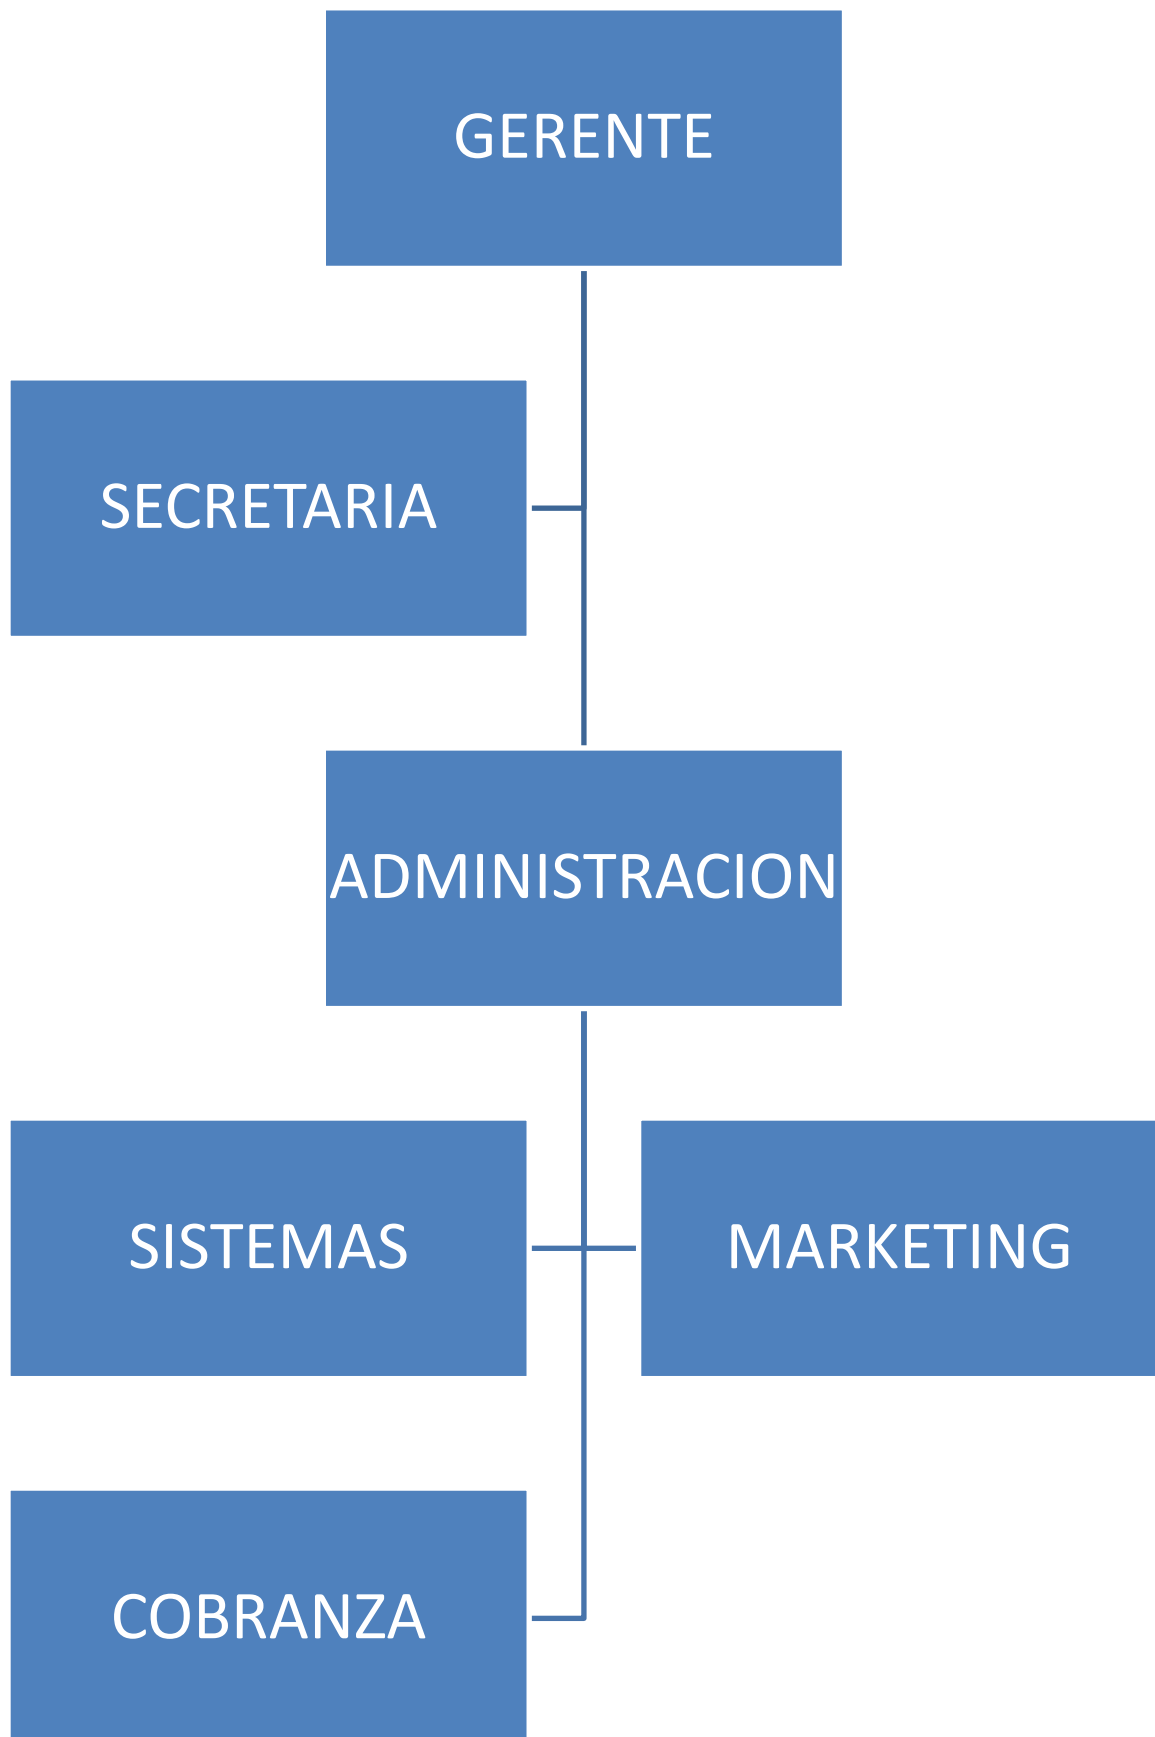 GERENTE
SECRETARIA
ADMINISTRACION
SISTEMAS
MARKETING
COBRANZA